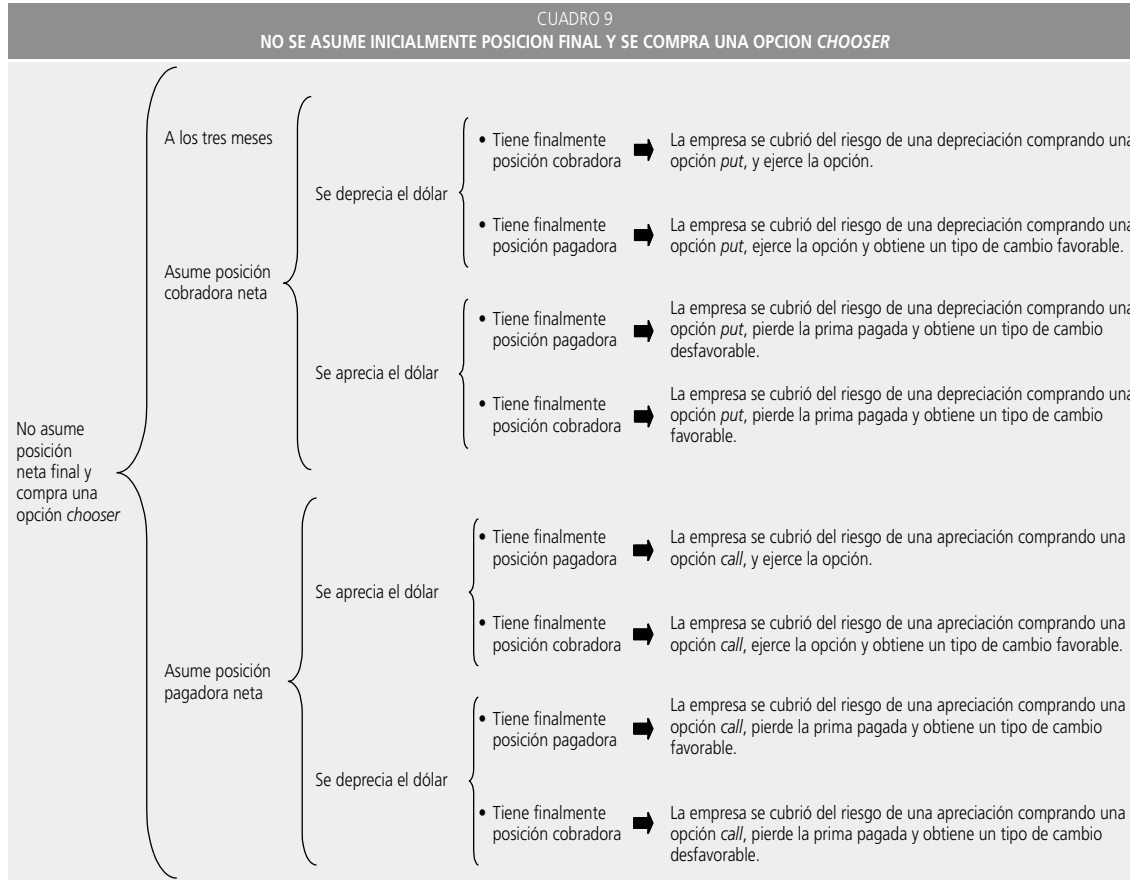 CUADRO 9
NO SE ASUME INICIALMENTE POSICION FINAL Y SE COMPRA UNA OPCION CHOOSER
No asume
posición
neta final y
compra una
opción chooser
A los tres meses
Asume posición
cobradora neta
Se deprecia el dólar
• Tiene finalmente
posición cobradora
La empresa se cubrió del riesgo de una depreciación comprando una
opción put, y ejerce la opción.
• Tiene finalmente
posición pagadora
La empresa se cubrió del riesgo de una depreciación comprando una
opción put, ejerce la opción y obtiene un tipo de cambio favorable.
Se aprecia el dólar
• Tiene finalmente
posición pagadora
La empresa se cubrió del riesgo de una depreciación comprando una
opción put, pierde la prima pagada y obtiene un tipo de cambio
desfavorable.
• Tiene finalmente
posición cobradora
La empresa se cubrió del riesgo de una depreciación comprando una
opción put, pierde la prima pagada y obtiene un tipo de cambio
favorable.
Asume posición
pagadora neta
Se aprecia el dólar
• Tiene finalmente
posición pagadora
La empresa se cubrió del riesgo de una apreciación comprando una
opción call, y ejerce la opción.
• Tiene finalmente
posición cobradora
La empresa se cubrió del riesgo de una apreciación comprando una
opción call, ejerce la opción y obtiene un tipo de cambio favorable.
Se deprecia el dólar
• Tiene finalmente
posición pagadora
La empresa se cubrió del riesgo de una apreciación comprando una
opción call, pierde la prima pagada y obtiene un tipo de cambio
favorable.
• Tiene finalmente
posición cobradora
La empresa se cubrió del riesgo de una apreciación comprando una
opción call, pierde la prima pagada y obtiene un tipo de cambio
desfavorable.